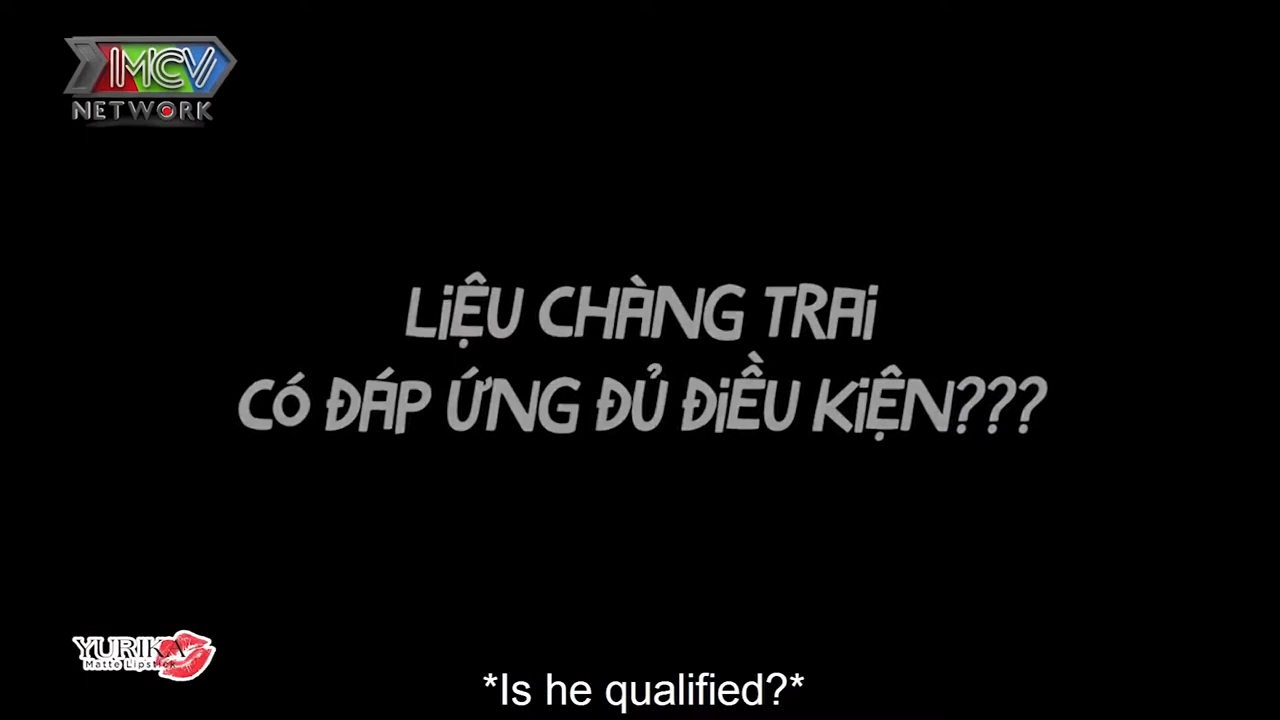 MCV
NETWORK
LiỆU CHÀNG TRAi
CÓ ĐÁP ỨNG ĐỦ ĐiỀU KiỆN???
YURIKA
Matte Lipstick
*Is he qualified?*